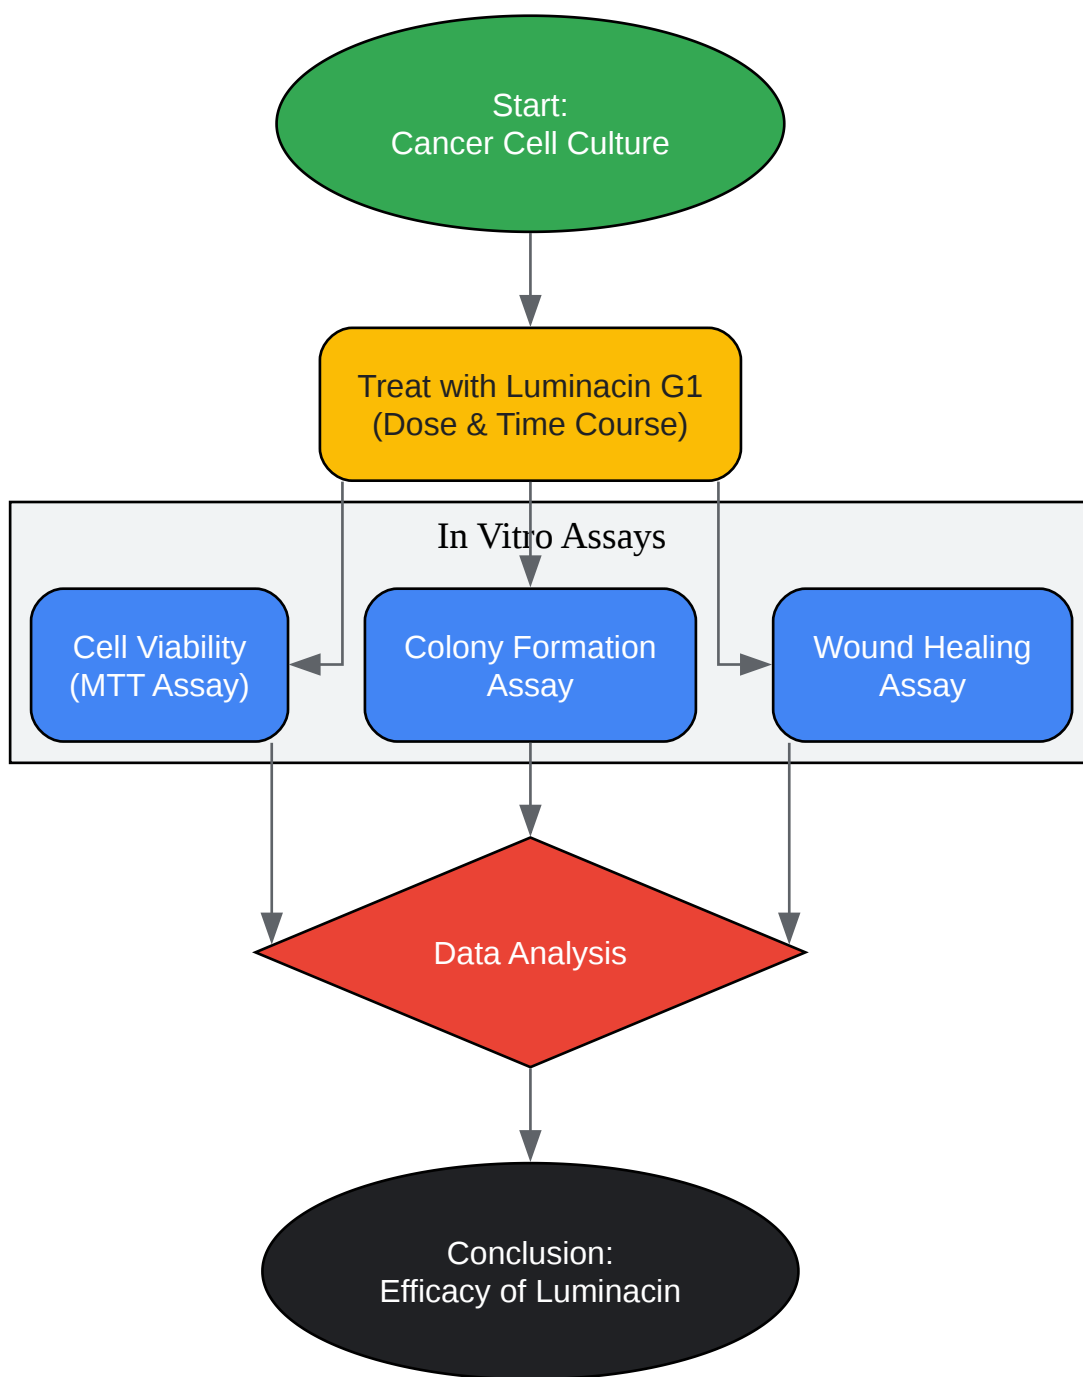 Start:
Cancer Cell Culture
Treat with Luminacin G1
(Dose & Time Course)
In Vitro Assays
Cell Viability
(MTT Assay)
Colony Formation
Assay
Wound Healing
Assay
Data Analysis
Conclusion:
Efficacy of Luminacin